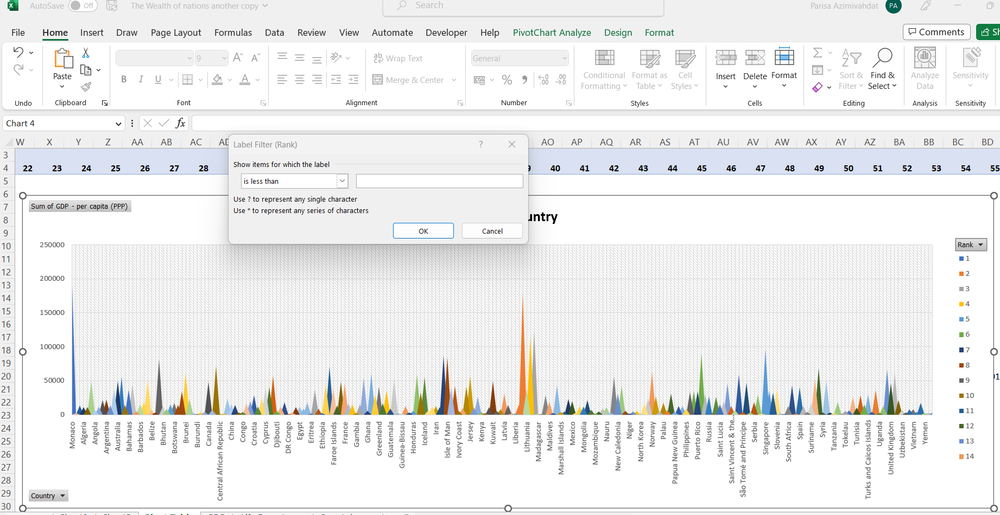 AutoSave Off The Wealth of nations another copy Search Parisa Azimivahdat PA
File Home Insert Draw Page Layout Formulas Data Review View Automate Developer Help PivotChart Analyze Design Format Comments
Paste 9 Wrap Text General Conditional Formatting Format as Table Cell Styles Insert Delete Format Sort & Filter Find & Select Analyze Data Sensitivity
B I U Merge & Center
Undo Clipboard Font Alignment Number Styles Cells Editing Analysis Sensitivity
Chart 4 fx
W X Y Z AA AB AC AO AP AQ AR AS AT AU AV AW AX AY AZ BA BB BC BD
22 23 24 25 26 27 28 40 41 42 43 44 45 46 47 48 49 50 51 52 53 54 55
Label Filter (Rank) ?
Show items for which the label
is less than
Use ? to represent any single character
Use * to represent any series of characters
OK Cancel
3
4
5
6
7
8
9
10
11
12
13
14
15
16
17
18
19
20
21
22
23
24
25
26
27
28
29
30
Sum of GDP - per capita (PPP)
250000
200000
150000
100000
50000
0
Monaco
Algeria
Angola
Argentina
Australia
Bahamas
Barbados
Belize
Bhutan
Botswana
Brunei
Burundi
Canada
Central African Republic
China
Congo
Croatia
Cyprus
Djibouti
DR Congo
Egypt
Eritrea
Ethiopia
Faroe Islands
France
Gambia
Ghana
Greenland
Guatemala
Guinea-Bissau
Honduras
Iceland
Iran
Isle of Man
Ivory Coast
Jersey
Kenya
Kuwait
Latvia
Liberia
Lithuania
Madagascar
Maldives
Marshall Islands
Mexico
Mongolia
Mozambique
Nauru
New Caledonia
Niger
North Korea
Norway
Palau
Papua New Guinea
Philippines
Puerto Rico
Russia
Saint Lucia
Saint Vincent & the...
São Tomé and Príncipe
Serbia
Singapore
Slovenia
South Africa
Spain
Suriname
Syria
Tanzania
Tokelau
Tunisia
Turks and Caicos Islands
Uganda
United Kingdom
Uzbekistan
Vietnam
Yemen
Rank
1
2
3
4
5
6
7
8
9
10
11
12
13
14
Country